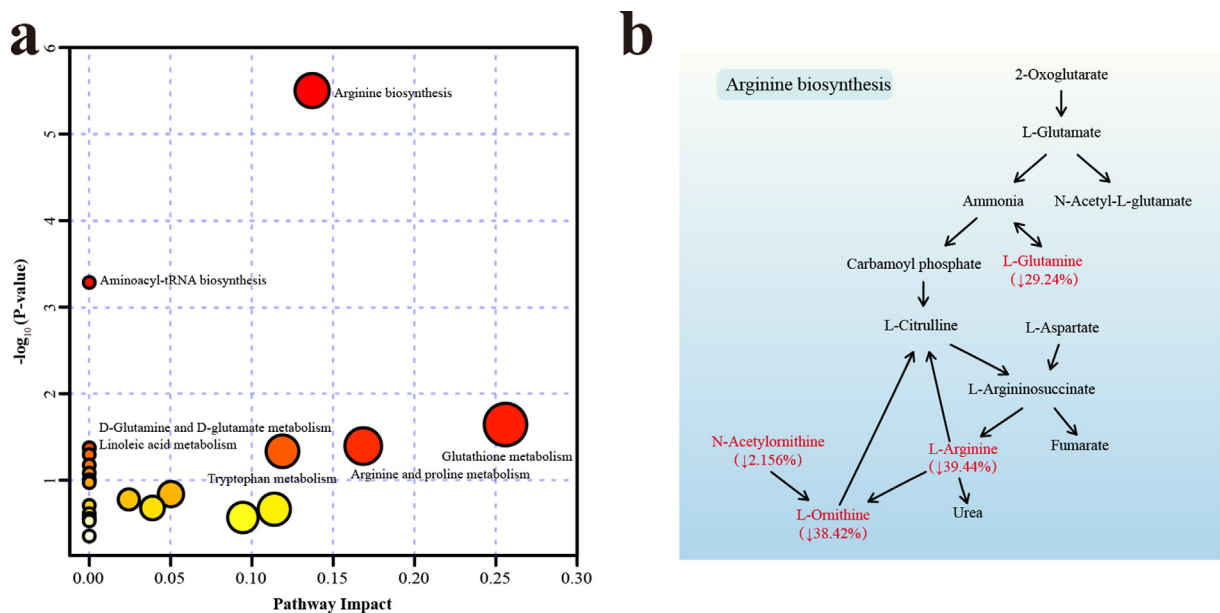 a
6
5
4
3
2
1
-log10 (P-value)
Arginine biosynthesis
Aminoacyl-tRNA biosynthesis
D-Glutamine and D-glutamate metabolism
Linoleic acid metabolism
Glutathione metabolism
Arginine and proline metabolism
Tryptophan metabolism
0.00 0.05 0.10 0.15 0.20 0.25 0.30
Pathway Impact
b
Arginine biosynthesis
2-Oxoglutarate
L-Glutamate
Ammonia
N-Acetyl-L-glutamate
Carbamoyl phosphate
L-Glutamine
(↓29.24%)
L-Citrulline
L-Aspartate
L-Argininosuccinate
N-Acetylornithine
(↓2.156%)
L-Arginine
(↓39.44%)
Fumarate
L-Ornithine
(↓38.42%)
Urea